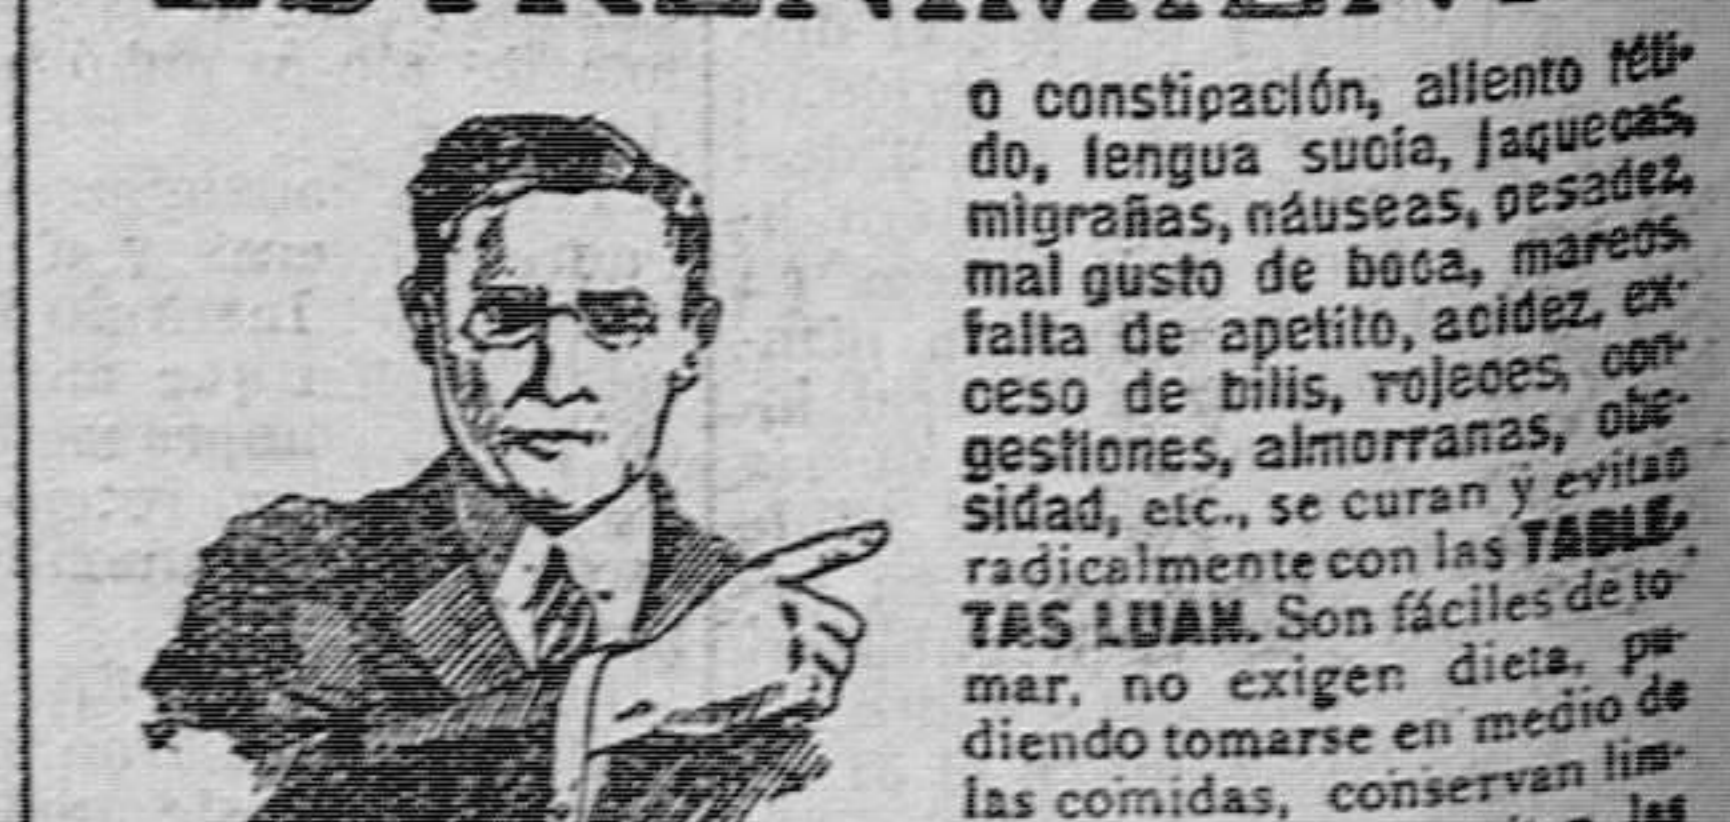 o constipación, aliento féti-
do, lengua sucia, jaquecas,
migrañas, náuseas, pesadez,
mal gusto de boca, mareos,
falta de apetito, acidez, ex-
ceso de bilis, rojeces, con-
gestiones, almorranas, obe-
sidad, etc., se curan y evitan
radicalmente con las TABLE-
TAS LUAN. Son fáciles de to-
mar, no exigen dieta, pu-
diendo tomarse en medio de
las comidas, conservan lim-
las